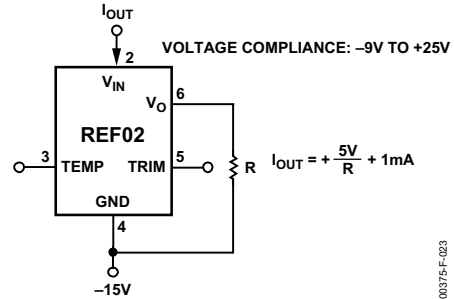 IOUT
VOLTAGE COMPLIANCE: –9V TO +25V
2
VIN
6
VO
REF02
3
TEMP
TRIM
5
R
IOUT = + 5V/R + 1mA
GND
4
–15V
00375-F-023